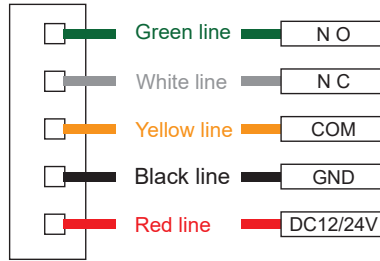 Green line N O
White line N C
Yellow line COM
Black line GND
Red line DC12/24V